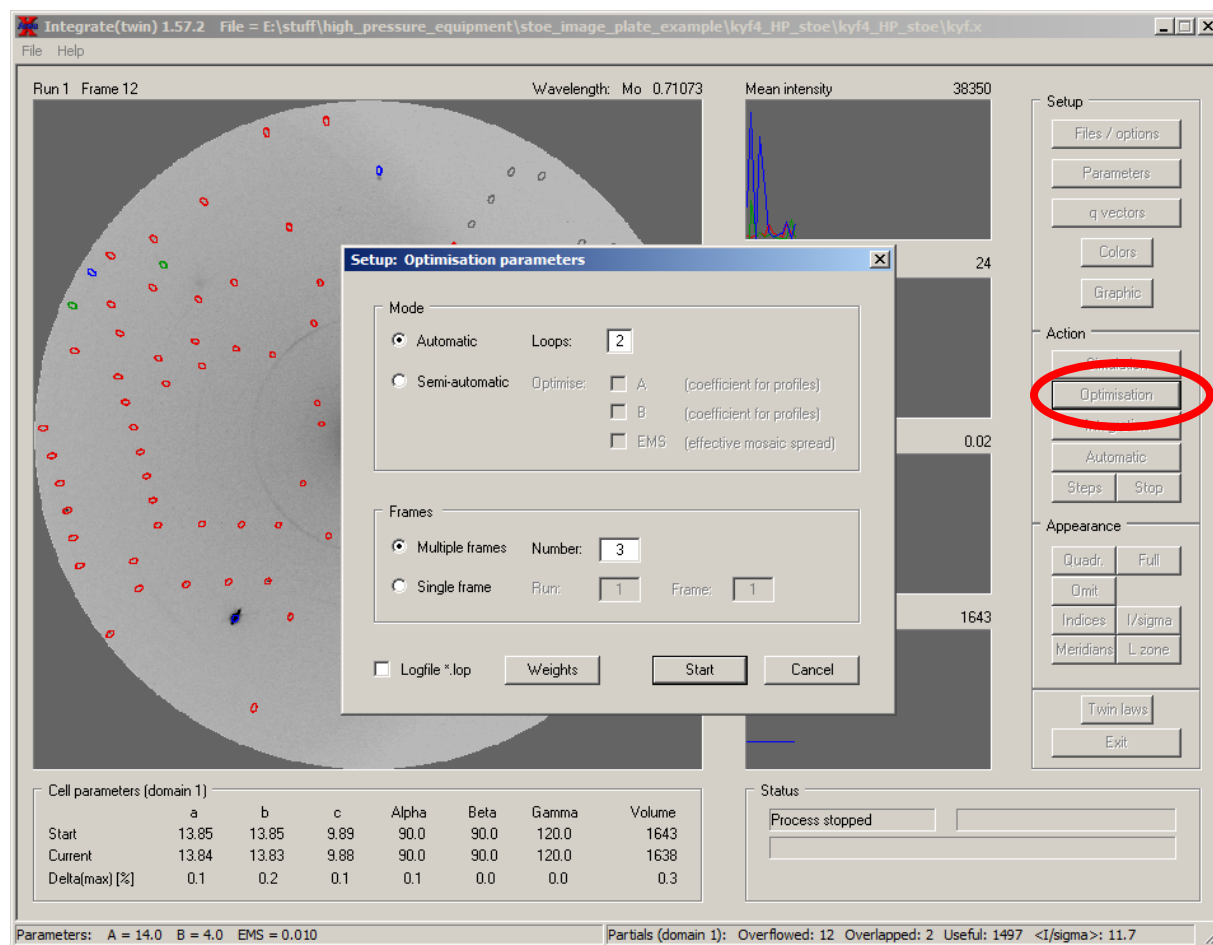 Integrate(twin) 1.57.2 File = E:\stuff\high_pressure_equipment\stoe_image_plate_example\kyf4_HP_stoe\kyf4_HP_stoe\kyf.x
File Help
Run 1 Frame 12
Wavelength: Mo 0.71073
Mean intensity 38350
24
0.02
1643
Setup
Files / options
Parameters
q vectors
Colors
Graphic
Action
Optimisation
Automatic
Steps Stop
Appearance
Quadr. Full
Omit
Indices I/sigma
Meridians L zone
Twin laws
Exit
Setup: Optimisation parameters
Mode
Automatic Loops: 2
Semi-automatic Optimise: A (coefficient for profiles)
B (coefficient for profiles)
EMS (effective mosaic spread)
Frames
Multiple frames Number: 3
Single frame Run: 1 Frame: 1
Logfile *.lop Weights Start Cancel
Cell parameters (domain 1)
a b c Alpha Beta Gamma Volume
Start 13.85 13.85 9.89 90.0 90.0 120.0 1643
Current 13.84 13.83 9.88 90.0 90.0 120.0 1638
Delta(max) [%] 0.1 0.2 0.1 0.1 0.0 0.0 0.3
Status
Process stopped
Parameters: A = 14.0 B = 4.0 EMS = 0.010
Partials (domain 1): Overflowed: 12 Overlapped: 2 Useful: 1497 <I/sigma>: 11.7